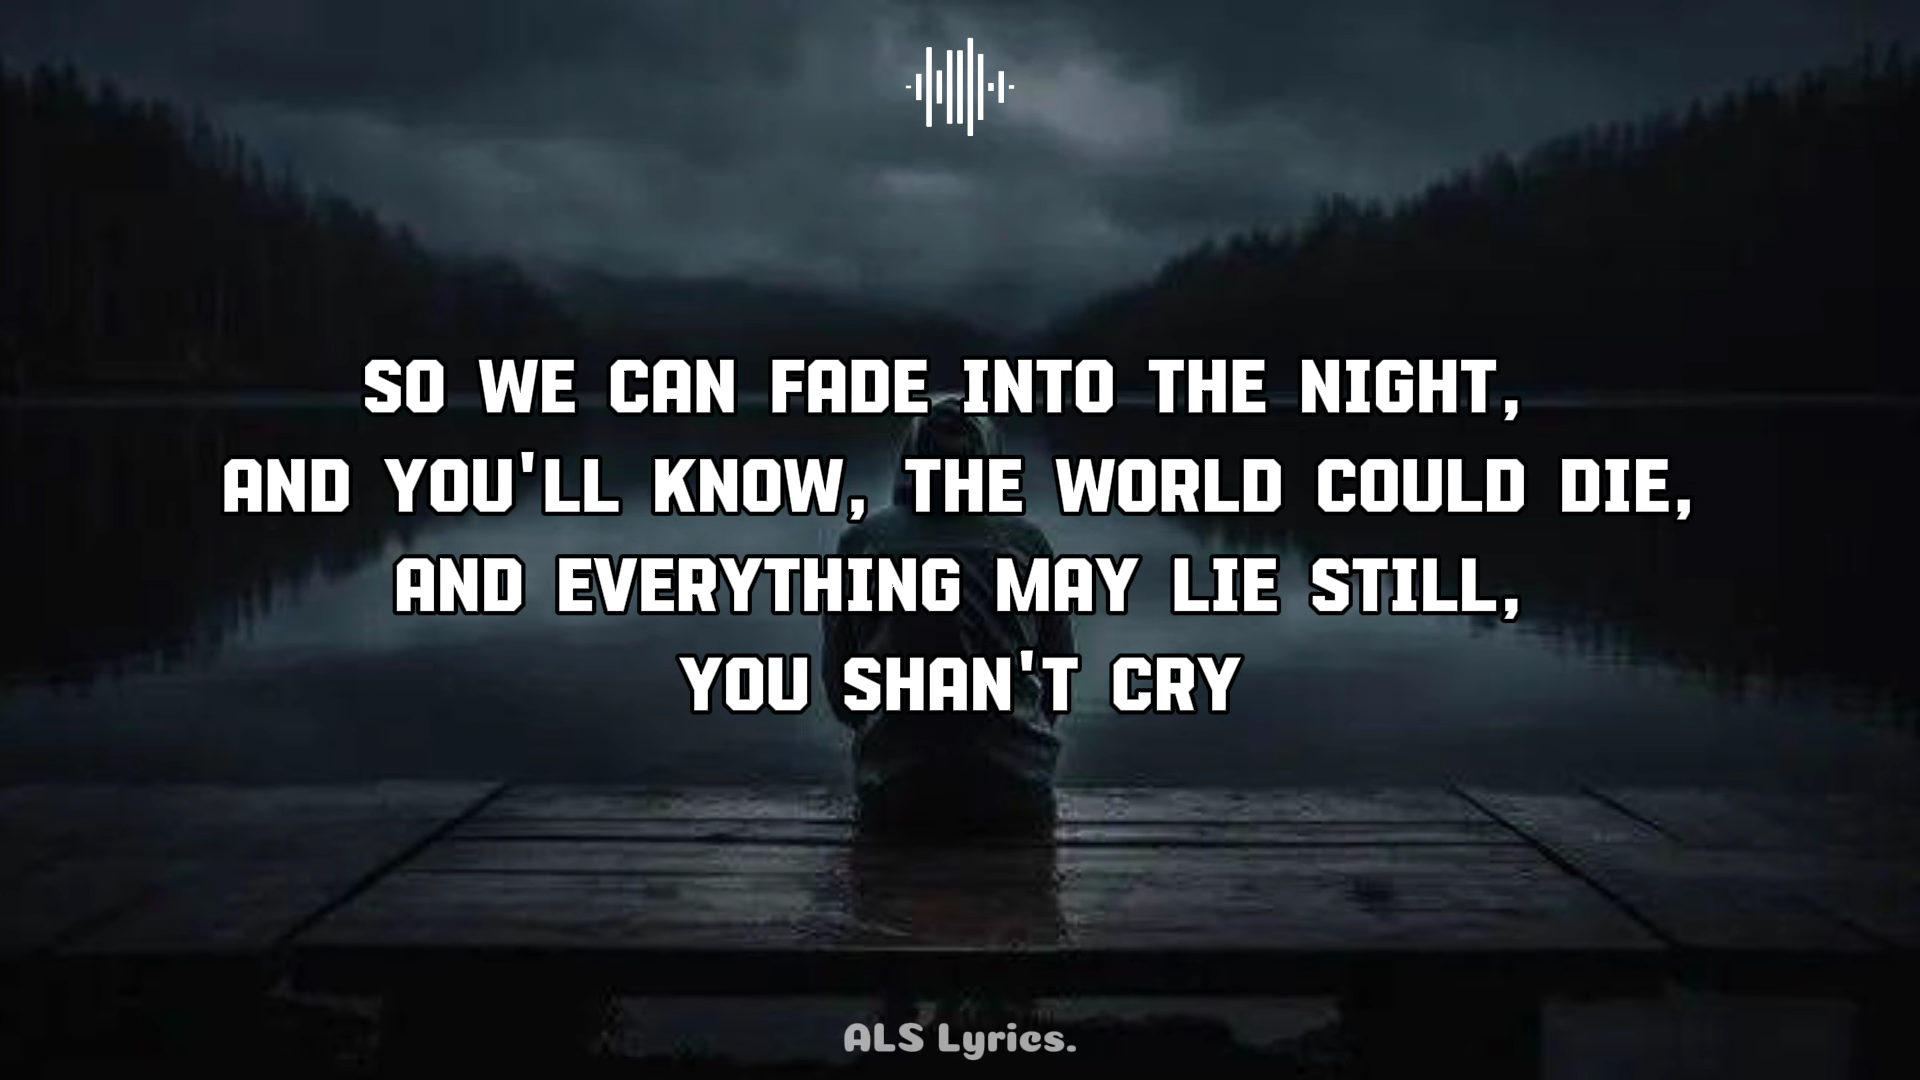 SO WE CAN FADE INTO THE NIGHT,
AND YOU'LL KNOW, THE WORLD COULD DIE,
AND EVERYTHING MAY LIE STILL,
YOU SHAN'T CRY
ALS Lyrics.